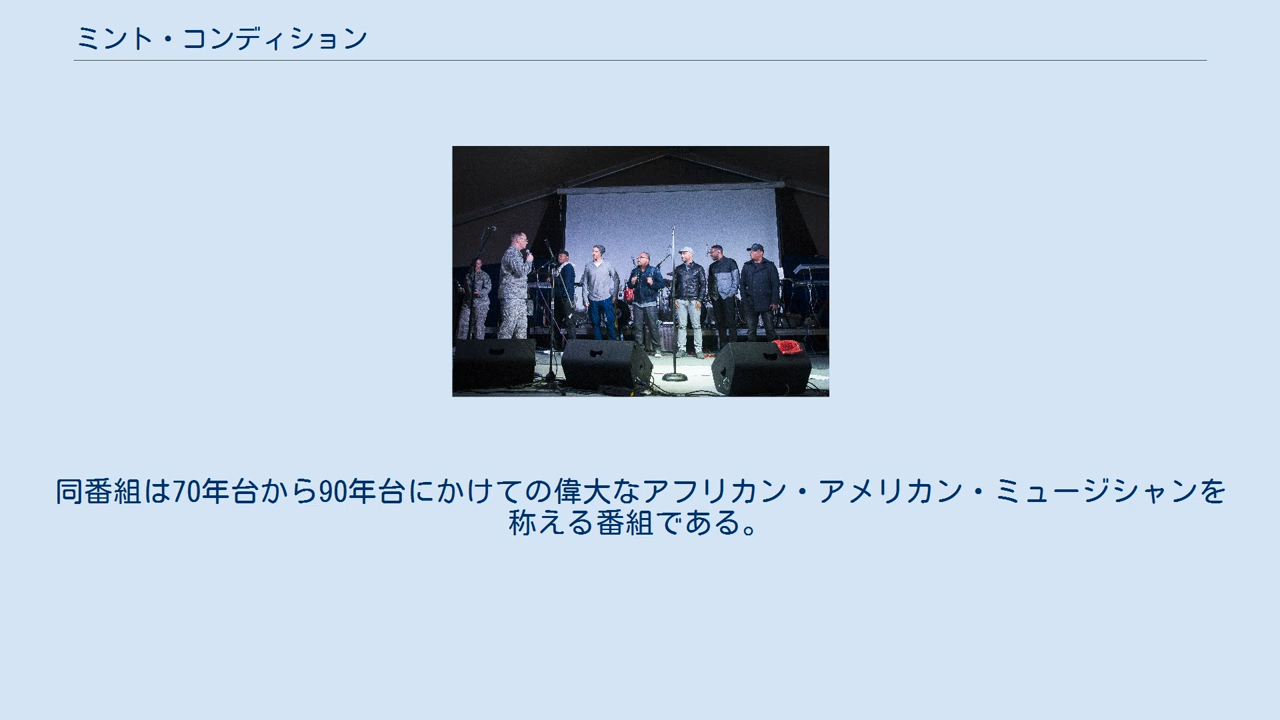 ミント・コンディション
同番組は70年台から90年台にかけての偉大なアフリカン・アメリカン・ミュージシャンを
称える番組である。